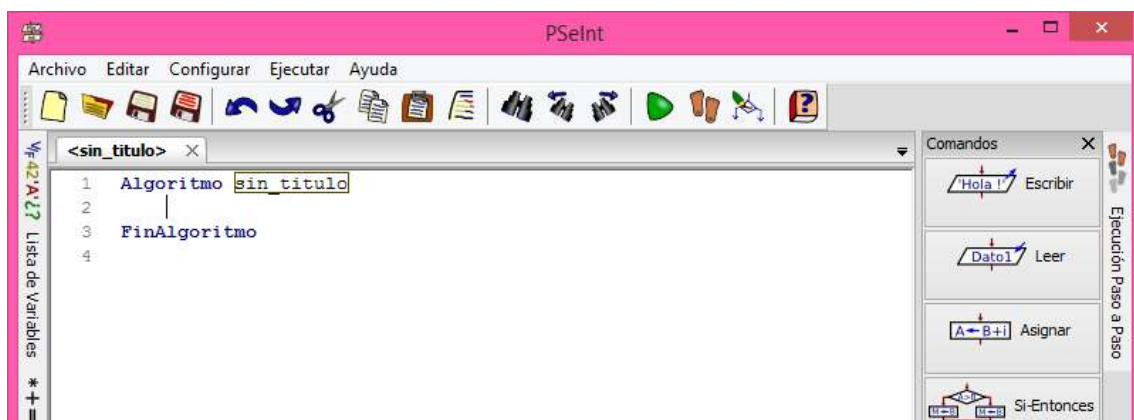 PSeInt
Archivo Editar Configurar Ejecutar Ayuda
<sin_titulo>
1 Algoritmo sin_titulo
2
3 FinAlgoritmo
4
42'A'¿? Lista de Variables
*+=
Comandos
'Hola !' Escribir
Dato1 Leer
A←B+i Asignar
A>B Si-Entonces
Ejecución Paso a Paso